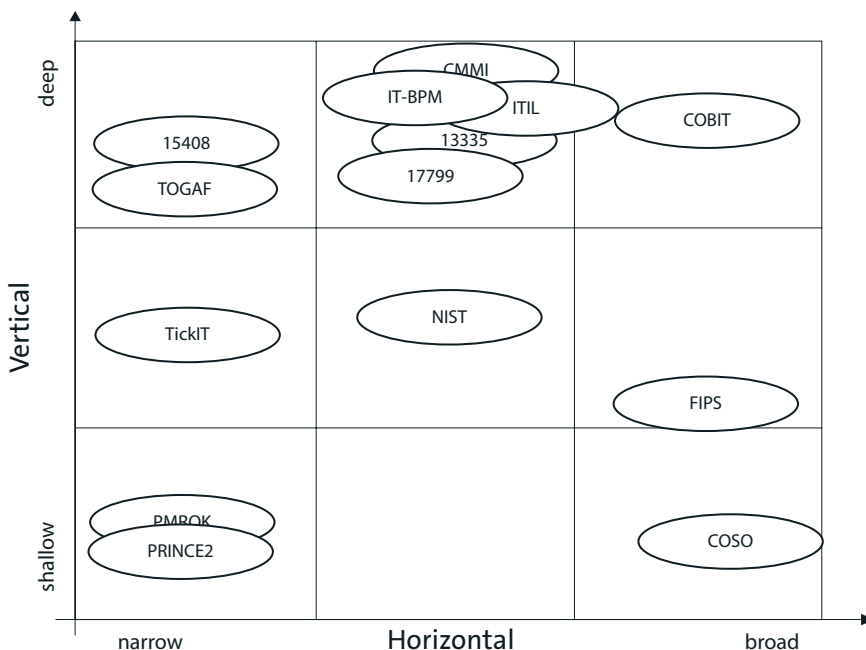 deep
CMMI
IT-BPM
ITIL
COBIT
15408
13335
17799
TOGAF
Vertical
TickIT
NIST
FIPS
shallow
PRINCE2
COSO
narrow
Horizontal
broad